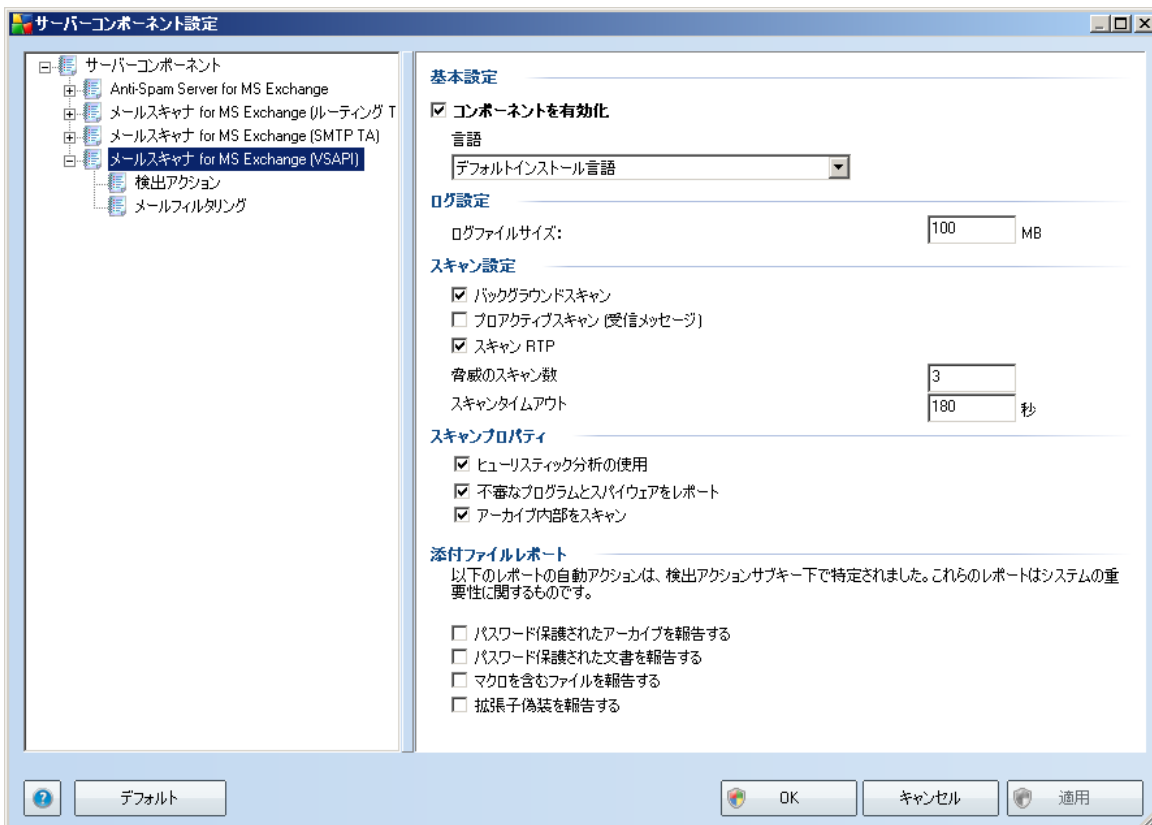 サーバーコンポーネント設定
サーバーコンポーネント
Anti-Spam Server for MS Exchange
メールスキャナ for MS Exchange (ルーティング T
メールスキャナ for MS Exchange (SMTP TA)
メールスキャナ for MS Exchange (VSAPI)
検出アクション
メールフィルタリング
基本設定
コンポーネントを有効化
言語
デフォルトインストール言語
ログ設定
ログファイルサイズ: 100 MB
スキャン設定
バックグラウンドスキャン
プロアクティブスキャン (受信メッセージ)
スキャン RTP
脅威のスキャン数 3
スキャンタイムアウト 180 秒
スキャンプロパティ
ヒューリスティック分析の使用
不審なプログラムとスパイウェアをレポート
アーカイブ内部をスキャン
添付ファイルレポート
以下のレポートの自動アクションは、検出アクションサブキー下で特定されました。これらのレポートはシステムの重
要性に関するものです。
パスワード保護されたアーカイブを報告する
パスワード保護された文書を報告する
マクロを含むファイルを報告する
拡張子偽装を報告する
? デフォルト OK キャンセル 適用